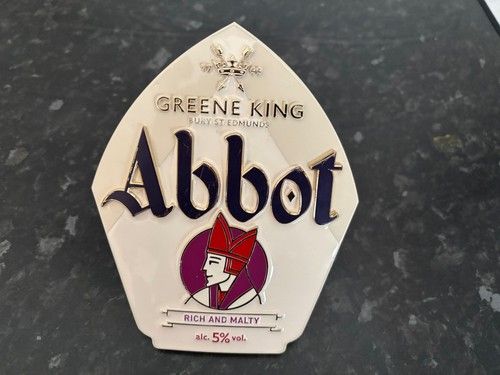 GREENE KING
BURY ST EDMUNDS
Abbot
RICH AND MALTY
alc. 5% vol.